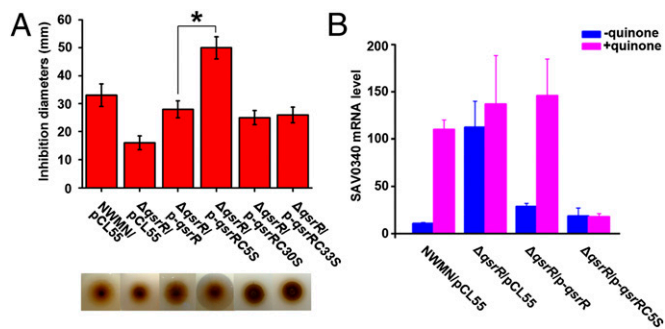 A
Inhibition diameters (mm)
60
50
40
30
20
10
0
*
NWMN/
pCL55
ΔqsrR/
pCL55
ΔqsrR/
p-qsrR
ΔqsrR/
p-qsrRC5S
ΔqsrR/
p-qsrRC30S
ΔqsrR/
p-qsrRC33S
B
-quinone
+quinone
SAV0340 mRNA level
200
150
100
50
0
NWMN/pCL55
ΔqsrR/pCL55
ΔqsrR/p-qsrR
ΔqsrR/p-qsrRC5S